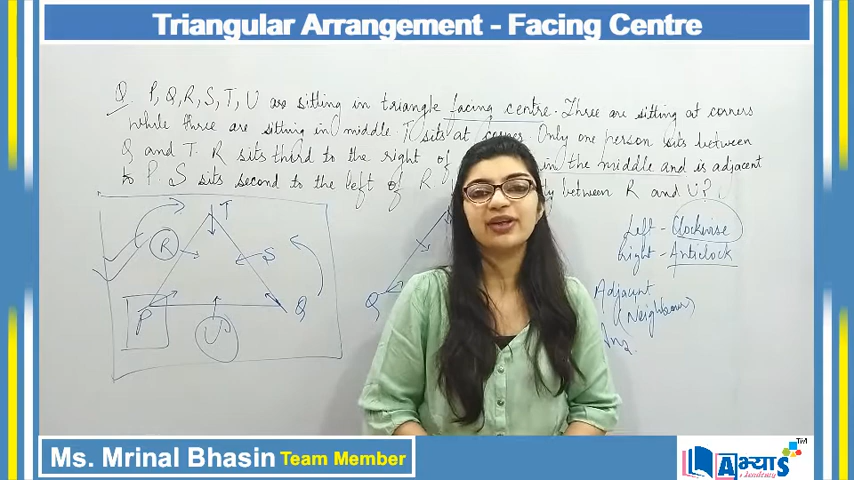 Triangular Arrangement - Facing Centre
Q. P, Q, R, S, T, U are sitting in triangle facing centre. Three are sitting at corners
while three are sitting in middle. T sits at corner. Only one person sits between
Q and T. R sits third to the right of in the middle and is adjacent
to P. S sits second to the left of R. between R and U?
T
R
S
P
U
Q
Q
Left - Clockwise
Right - Anticlock
Adjacent
(Neighbour)
Ms. Mrinal Bhasin Team Member
अभ्याS
Academy
TM